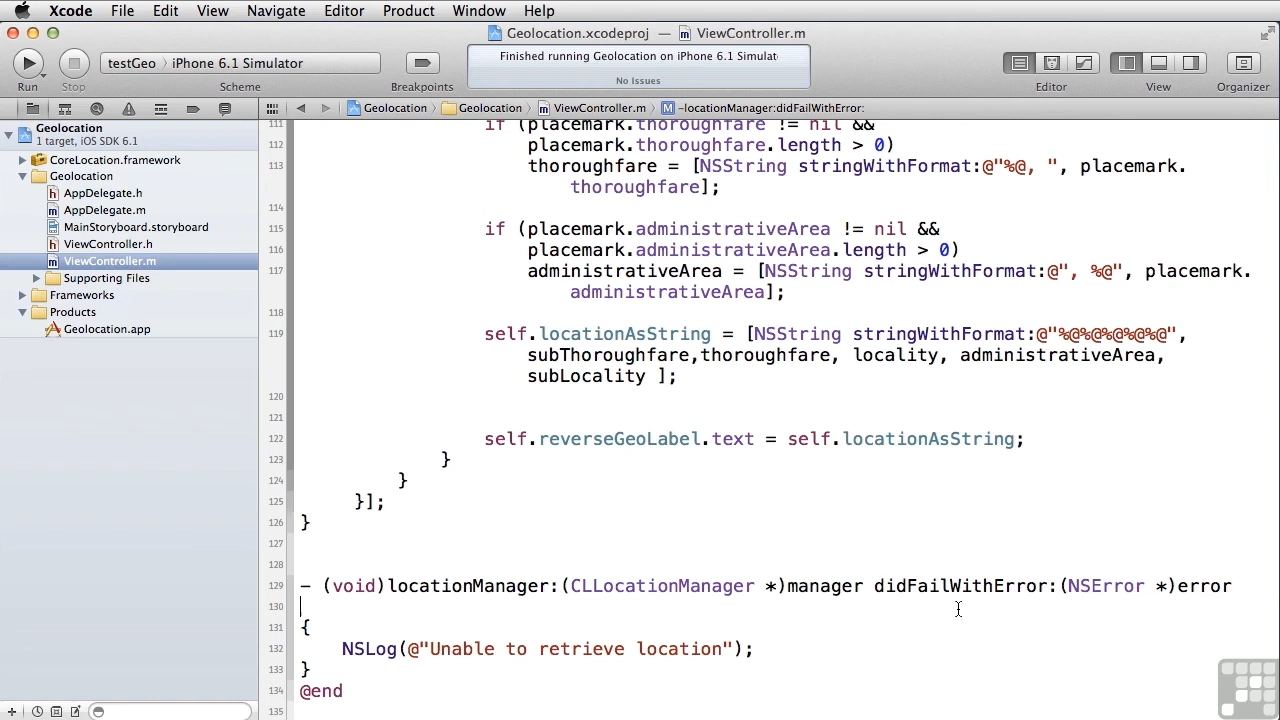 Xcode File Edit View Navigate Editor Product Window Help
Geolocation.xcodeproj — ViewController.m
testGeo iPhone 6.1 Simulator
Finished running Geolocation on iPhone 6.1 Simulat
No Issues
Run Stop Scheme Breakpoints Editor View Organizer
Geolocation Geolocation ViewController.m M -locationManager:didFailWithError:
Geolocation
1 target, iOS SDK 6.1
CoreLocation.framework
Geolocation
AppDelegate.h
AppDelegate.m
MainStoryboard.storyboard
ViewController.h
ViewController.m
Supporting Files
Frameworks
Products
Geolocation.app
111 if (placemark.thoroughfare != nil &&
112 placemark.thoroughfare.length > 0)
113 thoroughfare = [NSString stringWithFormat:@"%@, ", placemark.
thoroughfare];
114
115 if (placemark.administrativeArea != nil &&
116 placemark.administrativeArea.length > 0)
117 administrativeArea = [NSString stringWithFormat:@", %@", placemark.
administrativeArea];
118
119 self.locationAsString = [NSString stringWithFormat:@"%@%@%@%@%@",
subThoroughfare,thoroughfare, locality, administrativeArea,
subLocality ];
120
121
122 self.reverseGeoLabel.text = self.locationAsString;
123 }
124 }
125 }];
126 }
127
128
129 - (void)locationManager:(CLLocationManager *)manager didFailWithError:(NSError *)error
130
131 {
132 NSLog(@"Unable to retrieve location");
133 }
134 @end
135